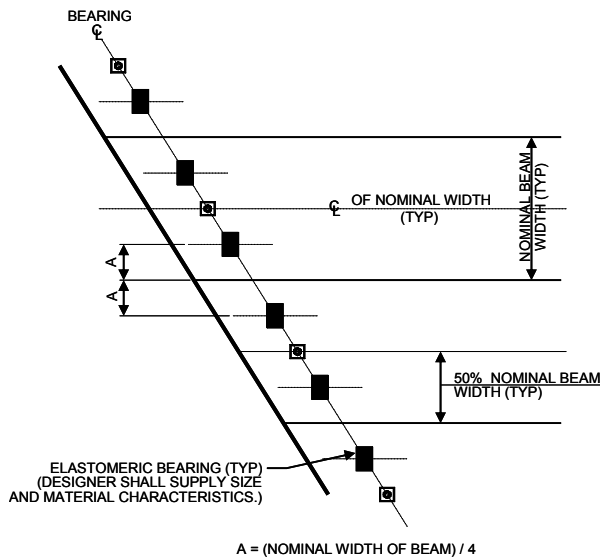 BEARING
℄
℄ OF NOMINAL WIDTH
(TYP)
NOMINAL BEAM
WIDTH (TYP)
A
A
50% NOMINAL BEAM
WIDTH (TYP)
ELASTOMERIC BEARING (TYP)
(DESIGNER SHALL SUPPLY SIZE
AND MATERIAL CHARACTERISTICS.)
A = (NOMINAL WIDTH OF BEAM) / 4